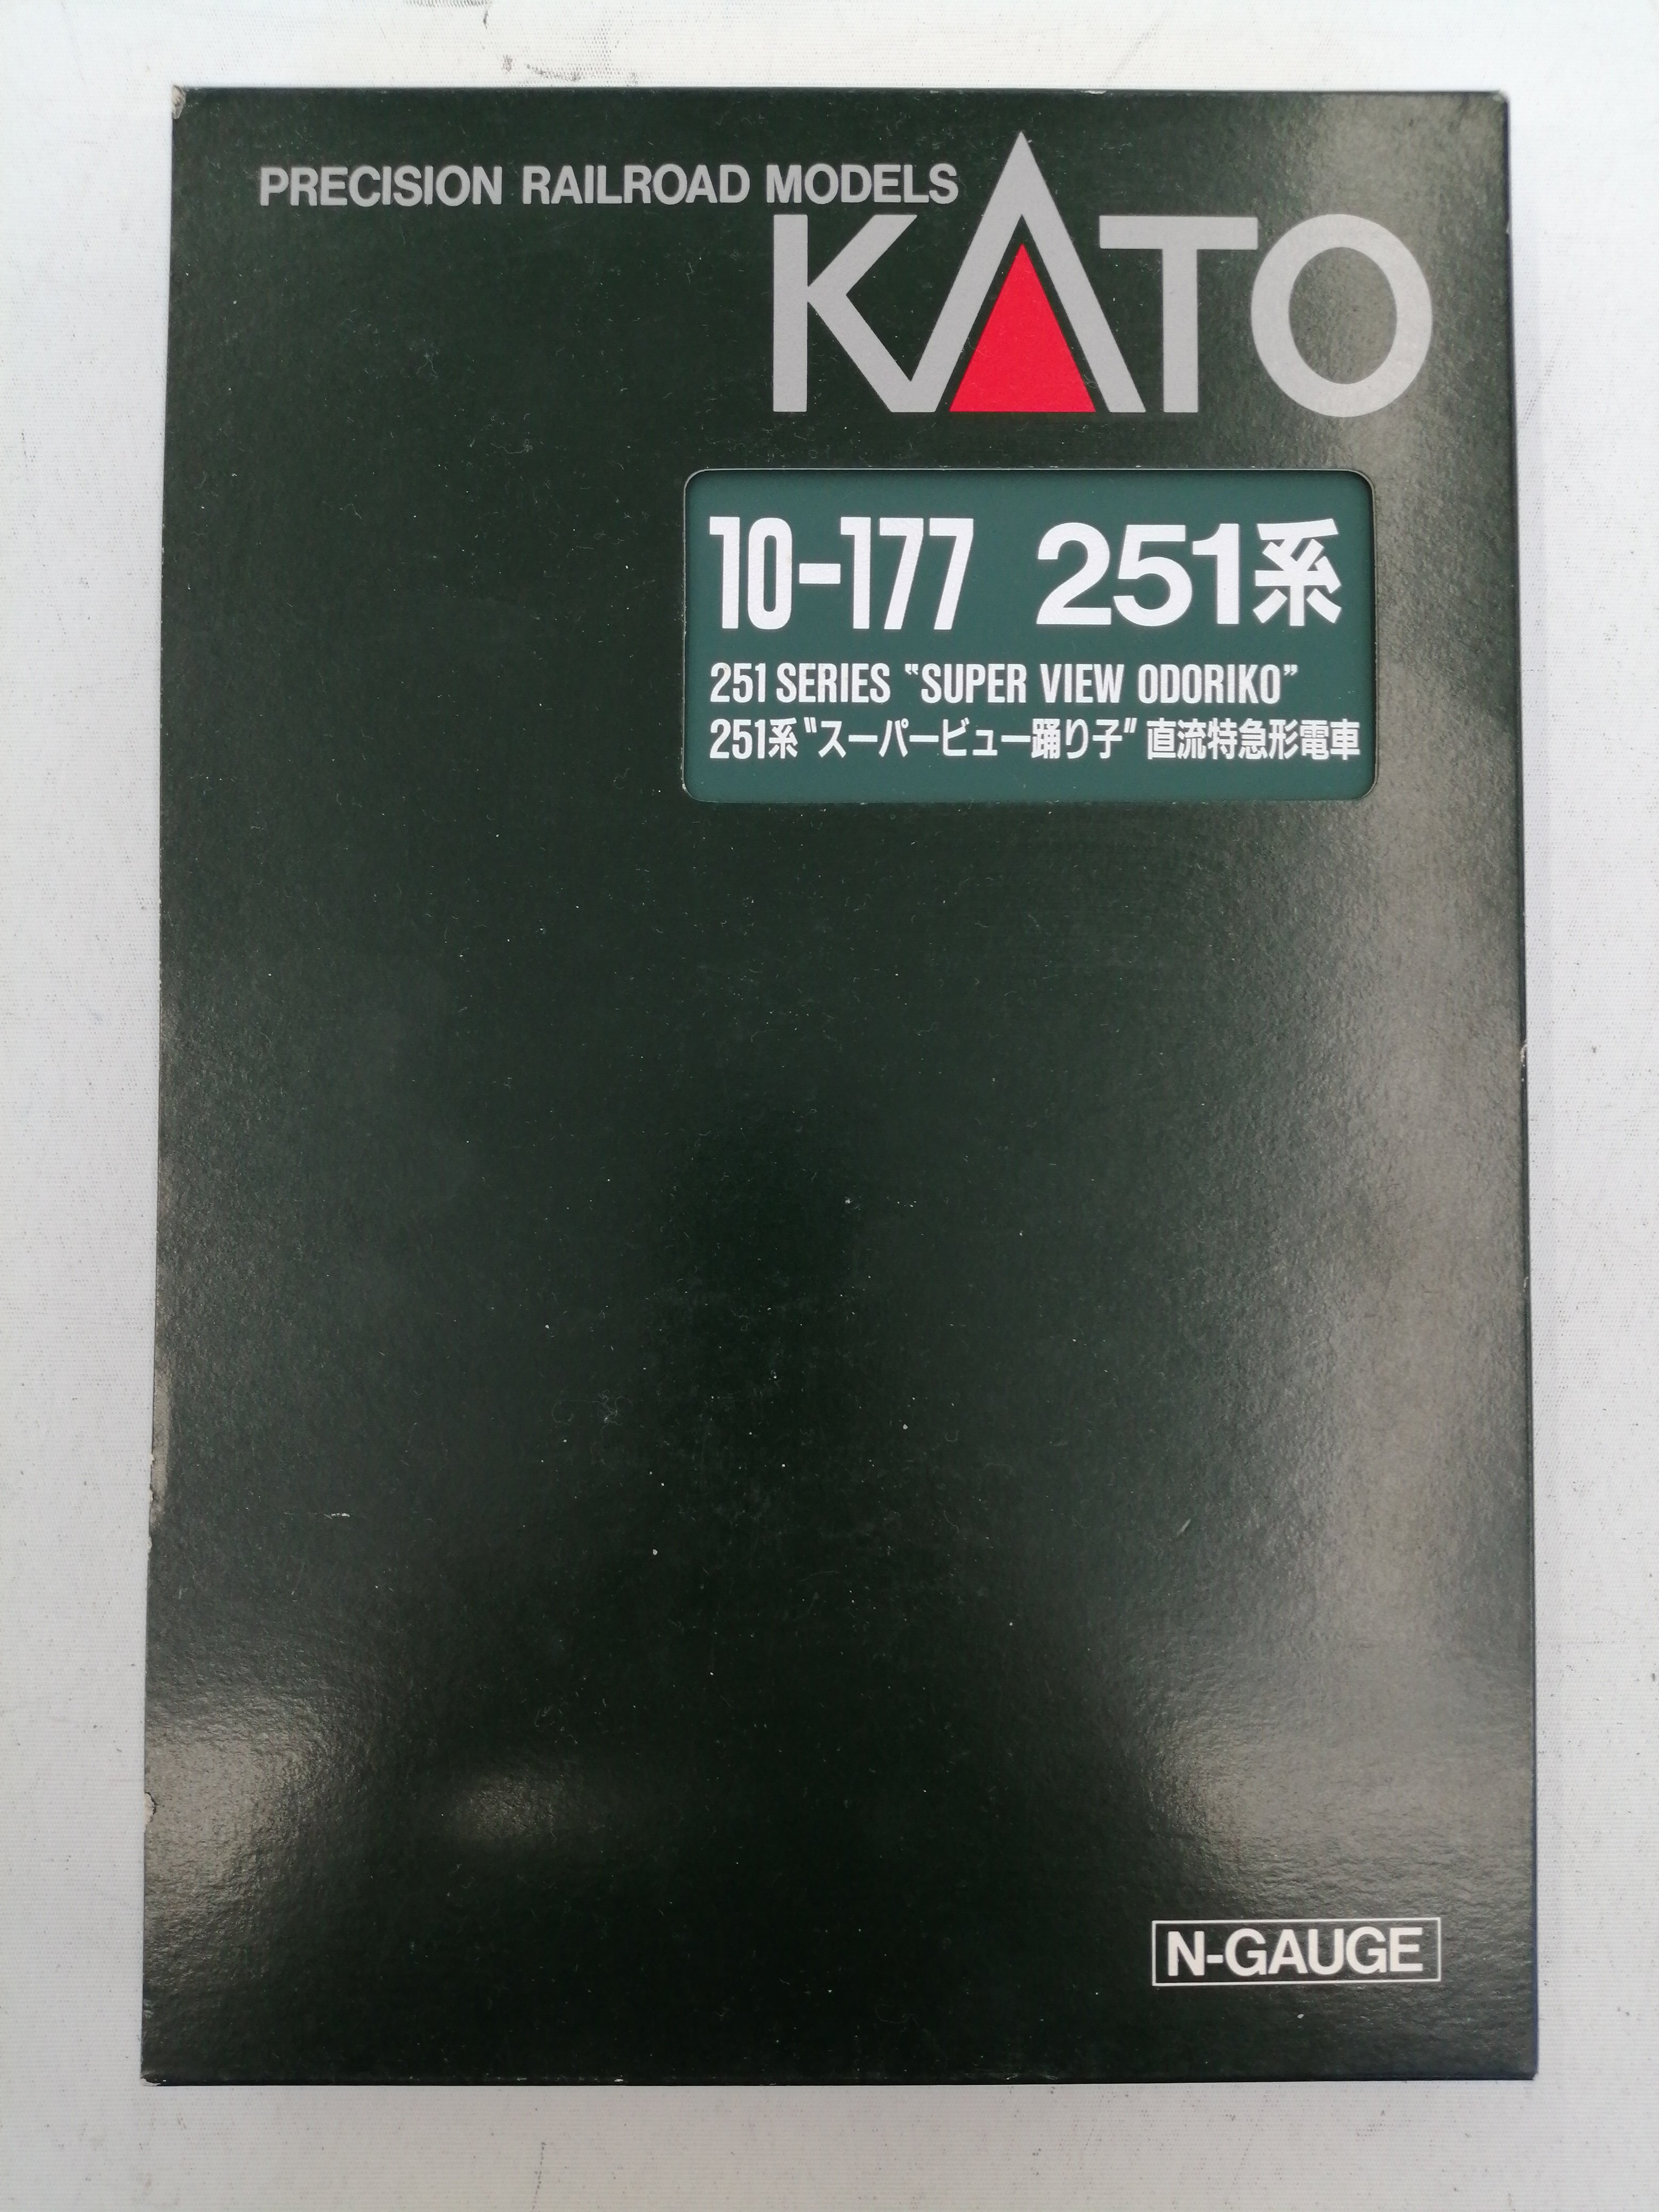 PRECISION RAILROAD MODELS
KATO
10-177 251系
251 SERIES “SUPER VIEW ODORIKO”
251系〝スーパービュー踊り子〞直流特急形電車
N-GAUGE